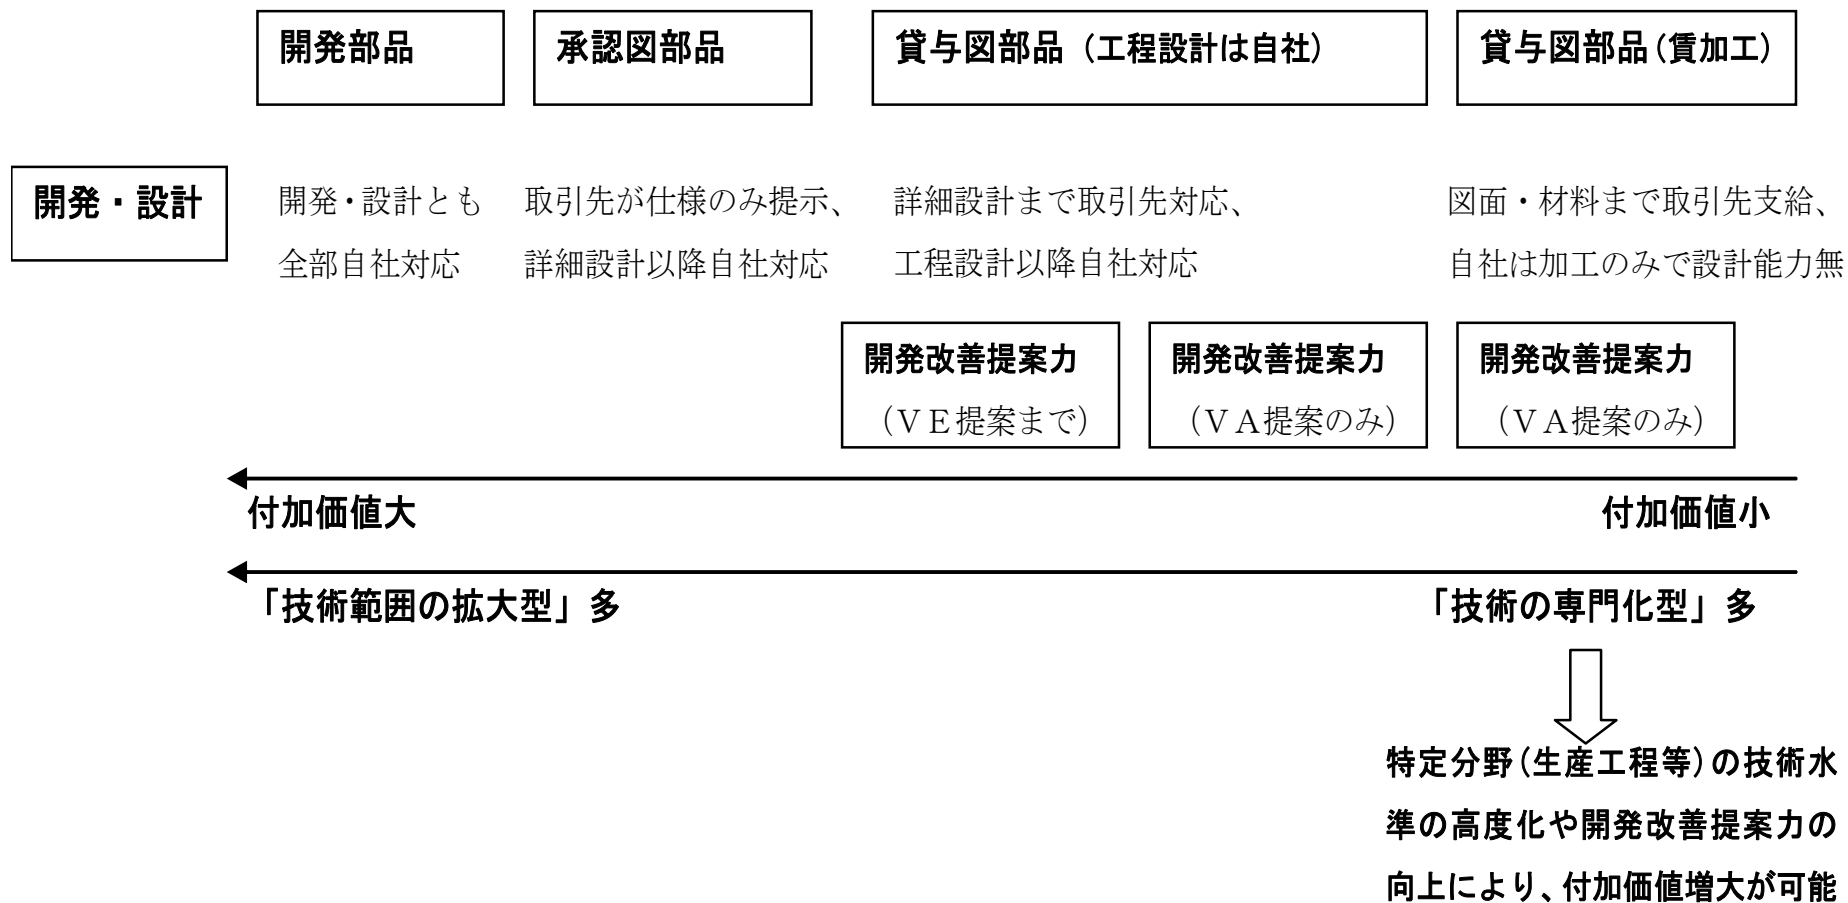 開発部品
承認図部品
貸与図部品（工程設計は自社）
貸与図部品(賃加工)
開発・設計
開発・設計とも
全部自社対応
取引先が仕様のみ提示、
詳細設計以降自社対応
詳細設計まで取引先対応、
工程設計以降自社対応
図面・材料まで取引先支給、
自社は加工のみで設計能力無
開発改善提案力
（ＶＥ提案まで）
開発改善提案力
（ＶＡ提案のみ）
開発改善提案力
（ＶＡ提案のみ）
付加価値大
付加価値小
「技術範囲の拡大型」多
「技術の専門化型」多
特定分野(生産工程等)の技術水
準の高度化や開発改善提案力の
向上により、付加価値増大が可能